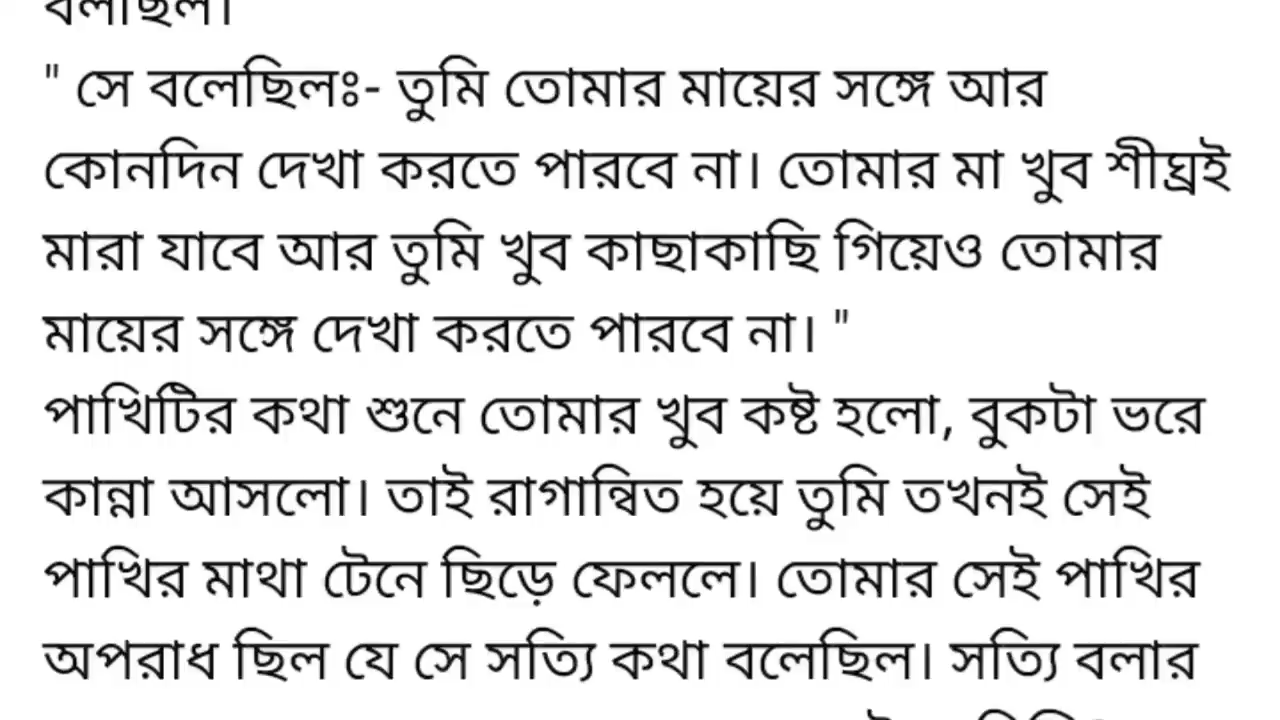 বলছিল।
" সে বলেছিলঃ- তুমি তোমার মায়ের সঙ্গে আর
কোনদিন দেখা করতে পারবে না। তোমার মা খুব শীঘ্রই
মারা যাবে আর তুমি খুব কাছাকাছি গিয়েও তোমার
মায়ের সঙ্গে দেখা করতে পারবে না। "
পাখিটির কথা শুনে তোমার খুব কষ্ট হলো, বুকটা ভরে
কান্না আসলো। তাই রাগান্বিত হয়ে তুমি তখনই সেই
পাখির মাথা টেনে ছিড়ে ফেললে। তোমার সেই পাখির
অপরাধ ছিল যে সে সত্যি কথা বলেছিল। সত্যি বলার